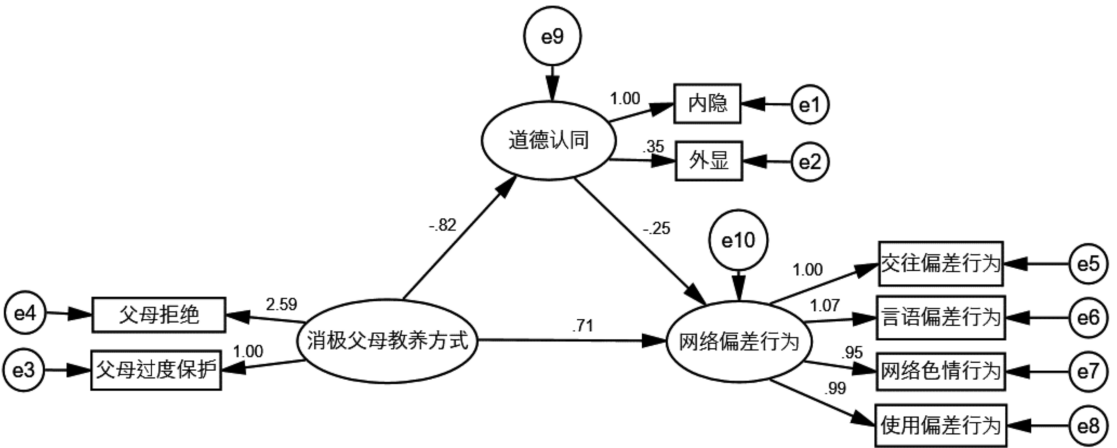 e9
1.00
内隐
e1
道德认同
.35
外显
e2
-.82
-.25
e10
1.00
交往偏差行为
e5
e4
父母拒绝
2.59
消极父母教养方式
.71
网络偏差行为
1.07
言语偏差行为
e6
e3
父母过度保护
1.00
.95
网络色情行为
e7
.99
使用偏差行为
e8